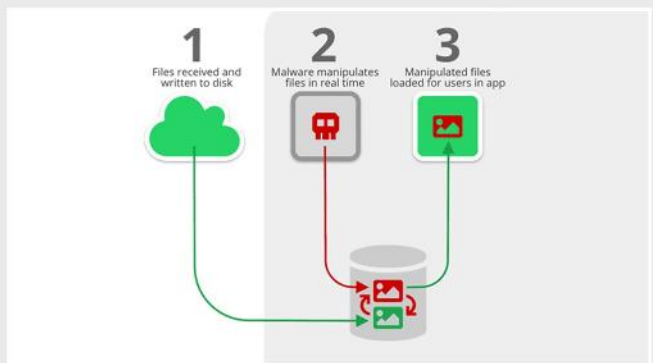 1
Files received and
written to disk
2
Malware manipulates
files in real time
3
Manipulated files
loaded for users in app